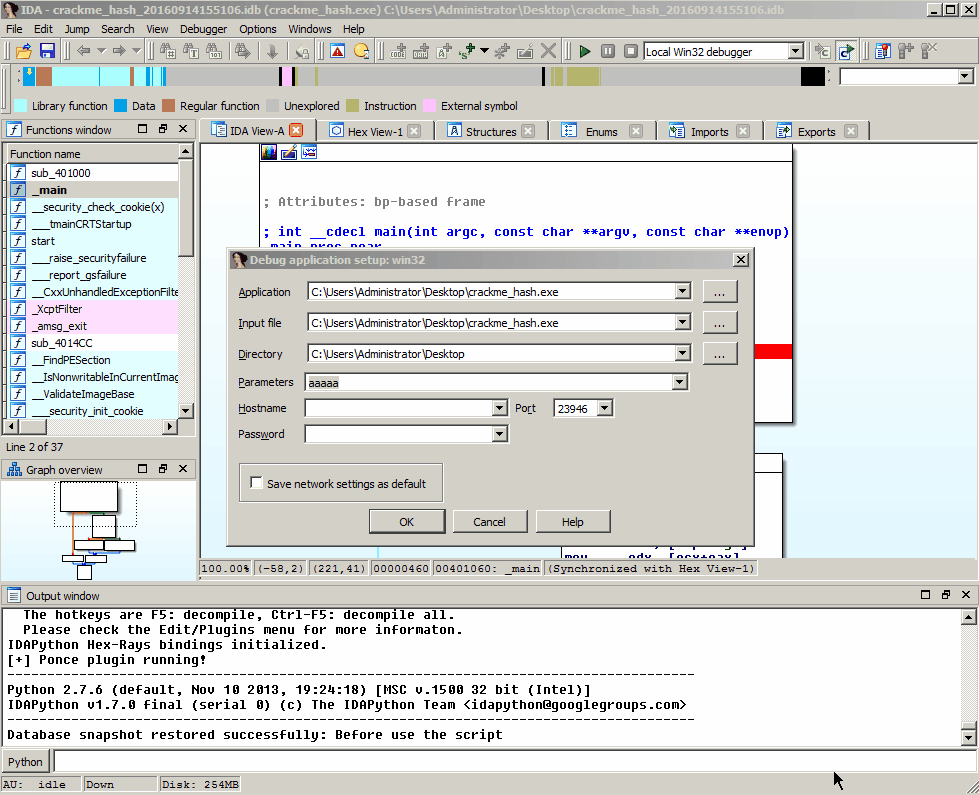 IDA - crackme_hash_20160914155106.idb (crackme_hash.exe) C:\Users\Administrator\Desktop\crackme_hash_20160914155106.idb
File Edit Jump Search View Debugger Options Windows Help
Local Win32 debugger
Library function Data Regular function Unexplored Instruction External symbol
Functions window
IDA View-A Hex View-1 Structures Enums Imports Exports
Function name
sub_401000
_main
__security_check_cookie(x)
___tmainCRTStartup
start
___raise_securityfailure
___report_gsfailure
__CxxUnhandledExceptionFilte
_XcptFilter
_amsg_exit
sub_4014CC
__FindPESection
__IsNonwritableInCurrentImag
__ValidateImageBase
___security_init_cookie
Line 2 of 37
Graph overview
; Attributes: bp-based frame
; int __cdecl main(int argc, const char **argv, const char **envp)
_main proc near
Debug application setup: win32
Application C:\Users\Administrator\Desktop\crackme_hash.exe ...
Input file C:\Users\Administrator\Desktop\crackme_hash.exe ...
Directory C:\Users\Administrator\Desktop ...
Parameters aaaaa
Hostname Port 23946
Password
Save network settings as default
OK Cancel Help
mov edx, [ecx+eax]
100.00% (-58,2) (221,41) 00000460 00401060: _main (Synchronized with Hex View-1)
Output window
The hotkeys are F5: decompile, Ctrl-F5: decompile all.
Please check the Edit/Plugins menu for more informaton.
IDAPython Hex-Rays bindings initialized.
[+] Ponce plugin running!
---------------------------------------------------------------------------------------------
Python 2.7.6 (default, Nov 10 2013, 19:24:18) [MSC v.1500 32 bit (Intel)]
IDAPython v1.7.0 final (serial 0) (c) The IDAPython Team <idapython@googlegroups.com>
---------------------------------------------------------------------------------------------
Database snapshot restored successfully: Before use the script
Python
AU: idle Down Disk: 254MB